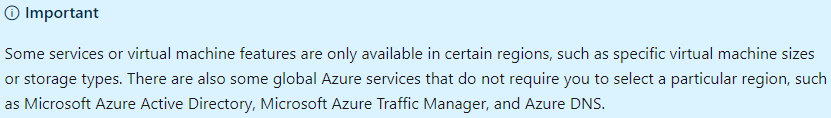 Important
Some services or virtual machine features are only available in certain regions, such as specific virtual machine sizes
or storage types. There are also some global Azure services that do not require you to select a particular region, such
as Microsoft Azure Active Directory, Microsoft Azure Traffic Manager, and Azure DNS.